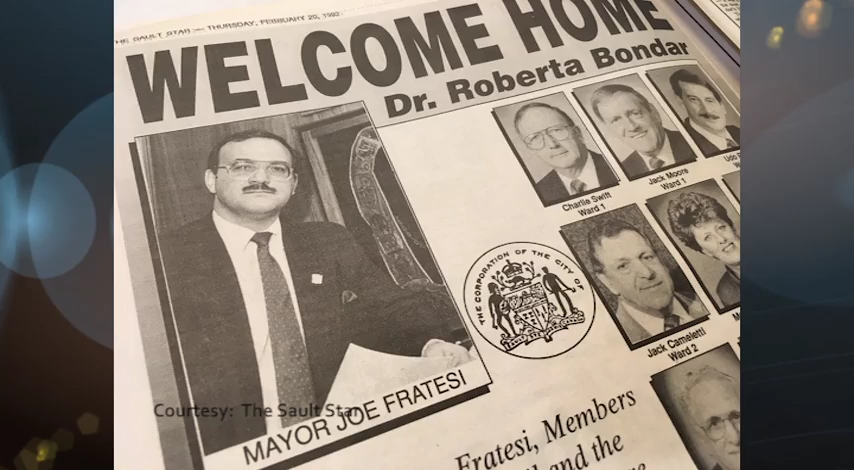 THE SAULT STAR — THURSDAY, FEBRUARY 20, 1992
WELCOME HOME
Dr. Roberta Bondar
Charlie Swift
Ward 1
Jack Moore
Ward 1
Udo
THE CORPORATION OF THE CITY OF
Jack Cameletti
Ward 2
MAYOR JOE FRATESI
Courtesy: The Sault Star
Fratesi, Members
and the